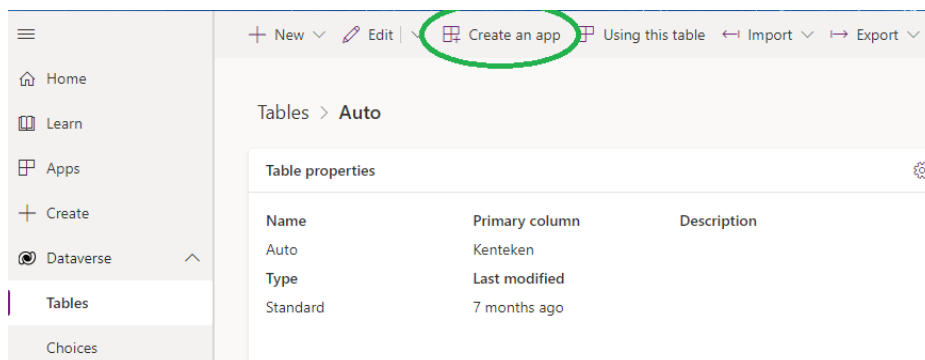 New Edit Create an app Using this table Import Export
Home
Learn
Apps
Create
Dataverse
Tables
Choices
Tables > Auto
Table properties
Name Primary column Description
Auto Kenteken
Type Last modified
Standard 7 months ago